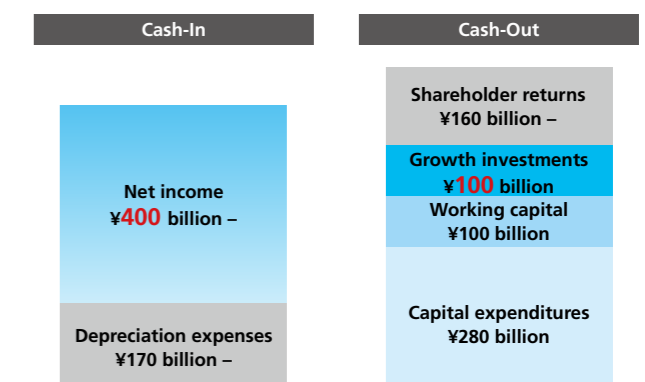 Cash-In
Cash-Out
Net income
¥400 billion –
Depreciation expenses
¥170 billion –
Shareholder returns
¥160 billion –
Growth investments
¥100 billion
Working capital
¥100 billion
Capital expenditures
¥280 billion